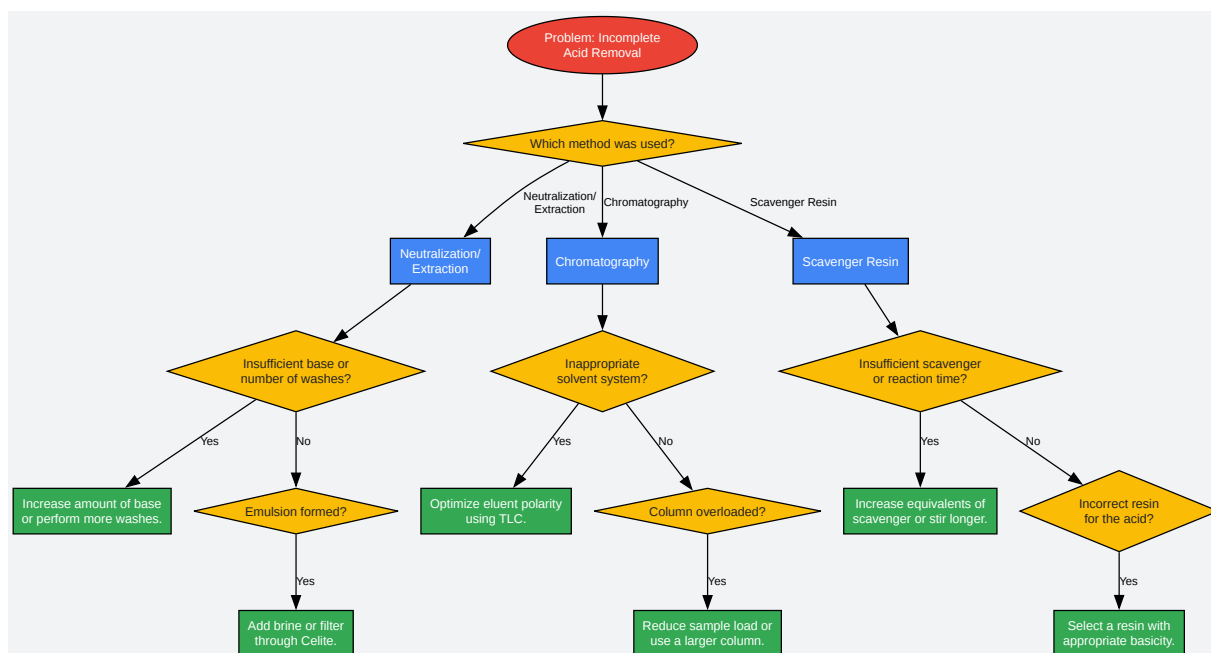 Problem: Incomplete
Acid Removal
Which method was used?
Neutralization/
Extraction
Chromatography
Scavenger Resin
Neutralization/
Extraction
Chromatography
Scavenger Resin
Insufficient base or
number of washes?
Inappropriate
solvent system?
Insufficient scavenger
or reaction time?
Yes
No
Yes
No
Yes
No
Increase amount of base
or perform more washes.
Emulsion formed?
Optimize eluent polarity
using TLC.
Column overloaded?
Increase equivalents of
scavenger or stir longer.
Incorrect resin
for the acid?
Yes
Yes
Yes
Add brine or filter
through Celite.
Reduce sample load or
use a larger column.
Select a resin with
appropriate basicity.